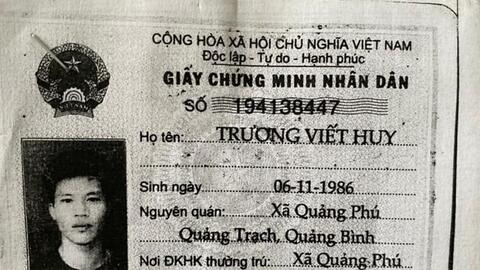 CỘNG HÒA XÃ HỘI CHỦ NGHĨA VIỆT NAM
Độc lập - Tự do - Hạnh phúc
GIẤY CHỨNG MINH NHÂN DÂN
SỐ 194138447
Họ tên: TRƯƠNG VIẾT HUY
Sinh ngày 06-11-1986
Nguyên quán: Xã Quảng Phú
Quảng Trạch, Quảng Bình
Nơi ĐKHK thường trú: Xã Quảng Phú